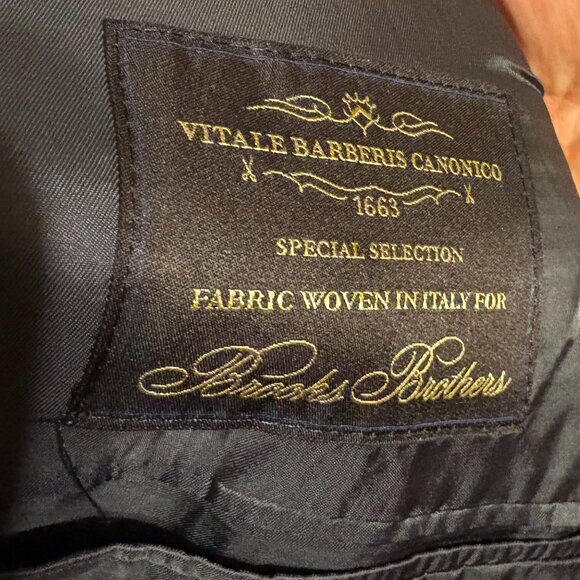 VITALE BARBERIS CANONICO
1663
SPECIAL SELECTION
FABRIC WOVEN IN ITALY FOR
Brooks Brothers